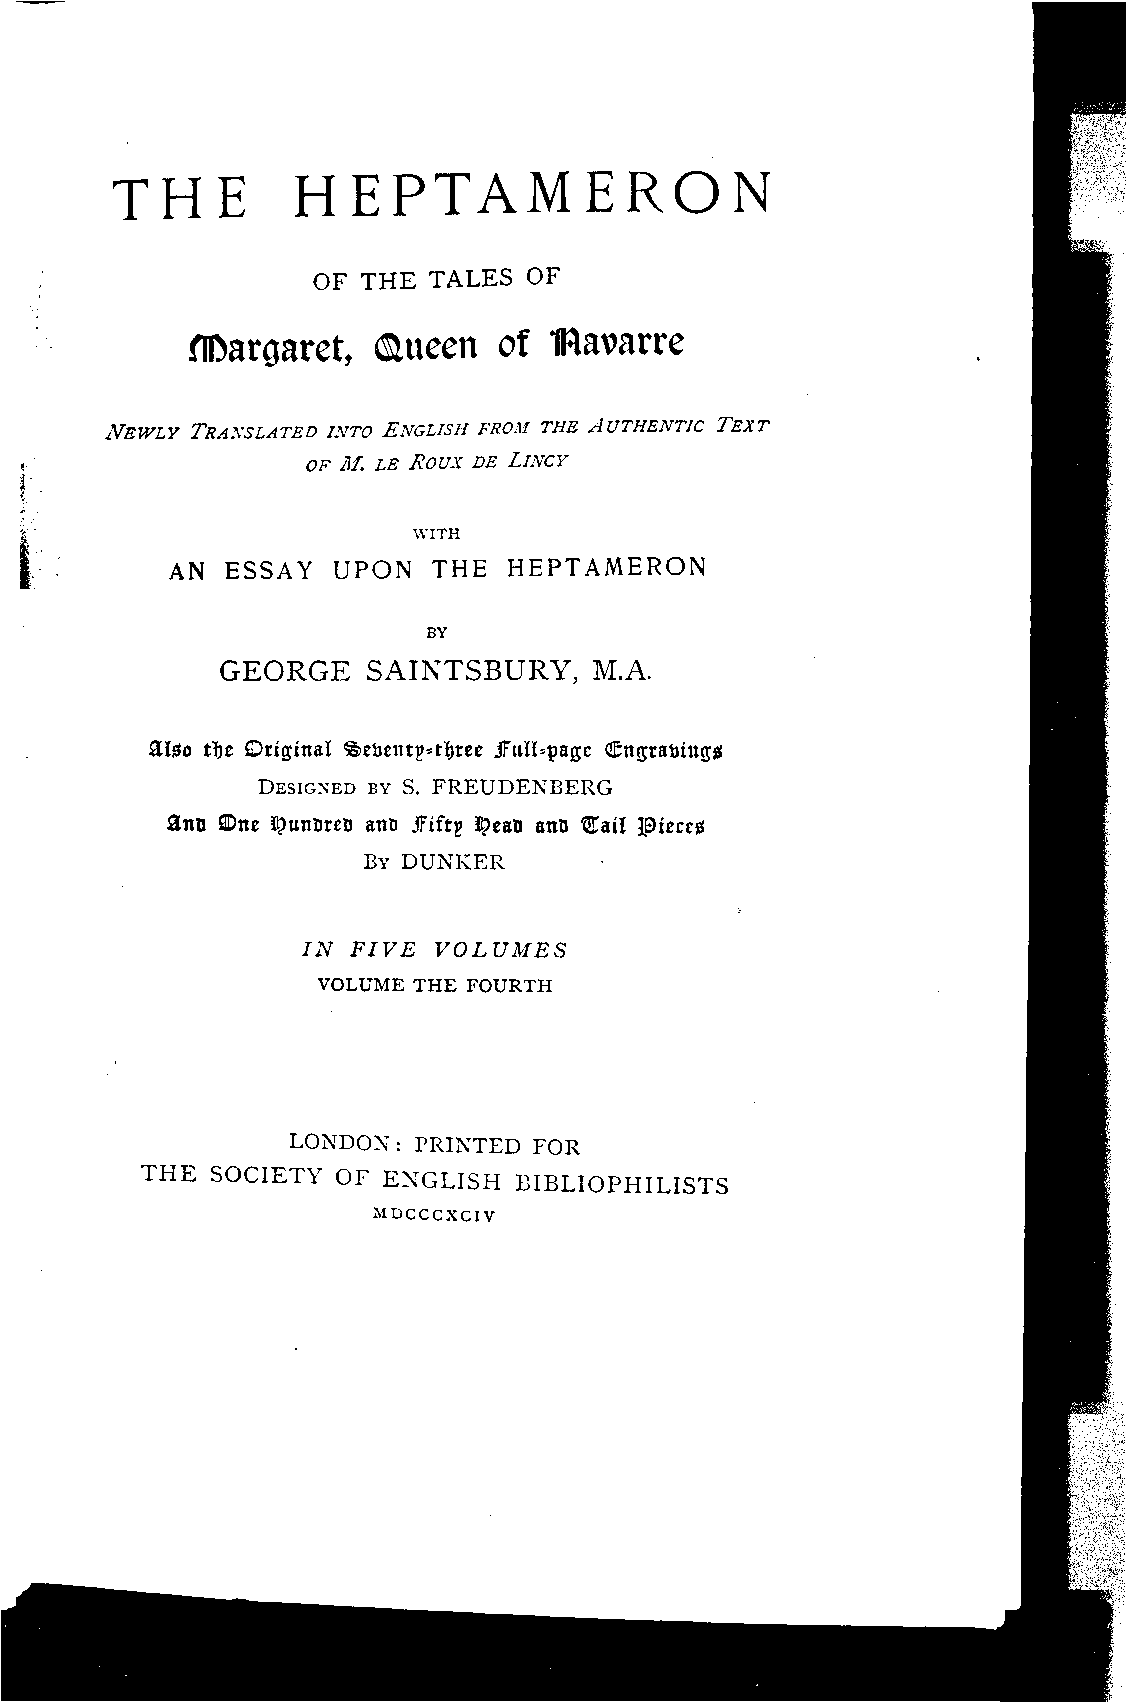 THE HEPTAMERON
OF THE TALES OF
Margaret, Queen of Navarre
NEWLY TRANSLATED INTO ENGLISH FROM THE AUTHENTIC TEXT
OF M. LE ROUX DE LINCY
WITH
AN ESSAY UPON THE HEPTAMERON
BY
GEORGE SAINTSBURY, M.A.
Also the Original Seventy-three Full-page Engravings
DESIGNED BY S. FREUDENBERG
And One Hundred and Fifty Head and Tail Pieces
BY DUNKER
IN FIVE VOLUMES
VOLUME THE FOURTH
LONDON: PRINTED FOR
THE SOCIETY OF ENGLISH BIBLIOPHILISTS
MDCCCXCIV